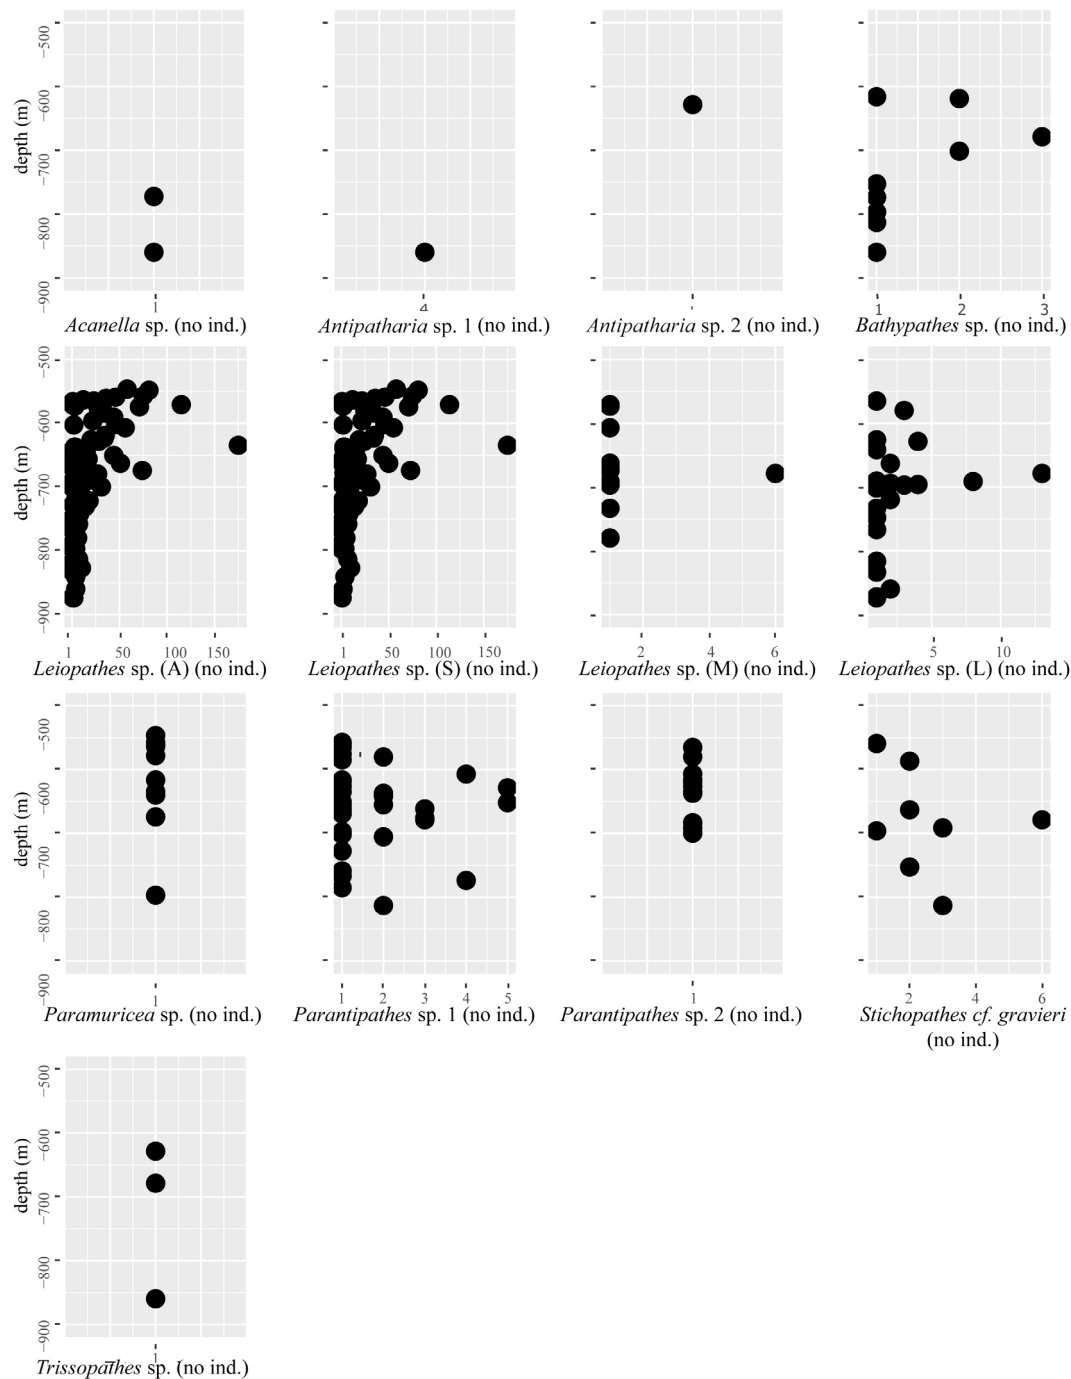 −500
−600
−700
−800
−900
depth (m)
1
Acanella sp. (no ind.)
4
Antipatharia sp. 1 (no ind.)
Antipatharia sp. 2 (no ind.)
1 2 3
Bathypathes sp. (no ind.)
−500
−600
−700
−800
−900
depth (m)
1 50 100 150
Leiopathes sp. (A) (no ind.)
1 50 100 150
Leiopathes sp. (S) (no ind.)
2 4 6
Leiopathes sp. (M) (no ind.)
5 10
Leiopathes sp. (L) (no ind.)
−500
−600
−700
−800
−900
depth (m)
1
Paramuricea sp. (no ind.)
1 2 3 4 5
Parantipathes sp. 1 (no ind.)
1
Parantipathes sp. 2 (no ind.)
2 4 6
Stichopathes cf. gravieri
(no ind.)
−500
−600
−700
−800
−900
depth (m)
1
Trissopathes sp. (no ind.)